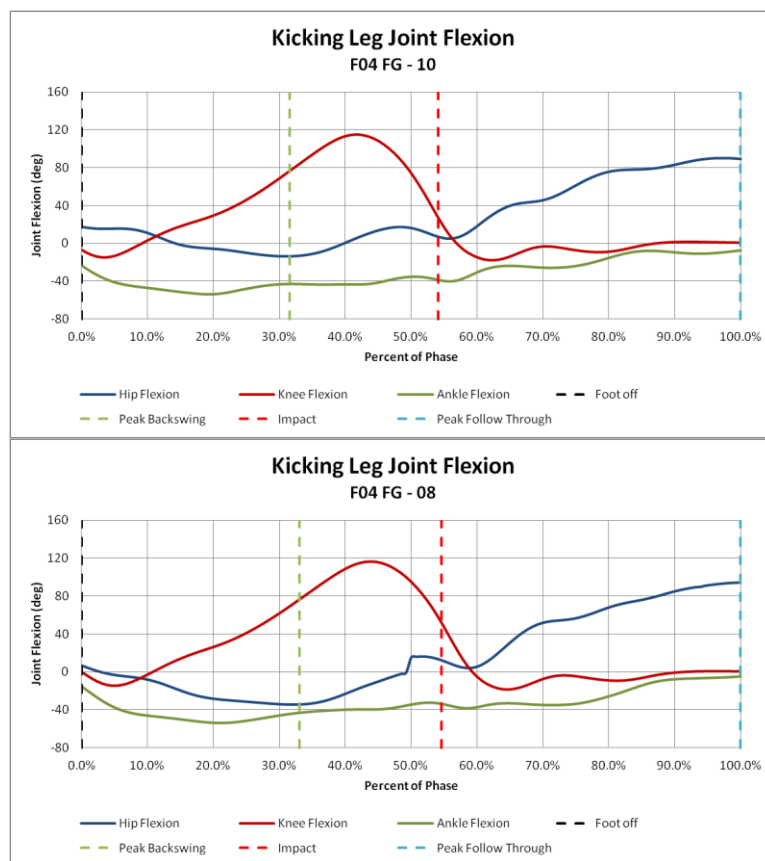 Kicking Leg Joint Flexion
F04 FG - 10
Joint Flexion (deg)
160
120
80
40
0
-40
-80
0.0% 10.0% 20.0% 30.0% 40.0% 50.0% 60.0% 70.0% 80.0% 90.0% 100.0%
Percent of Phase
Hip Flexion Knee Flexion Ankle Flexion Foot off
Peak Backswing Impact Peak Follow Through
Kicking Leg Joint Flexion
F04 FG - 08
Joint Flexion (deg)
160
120
80
40
0
-40
-80
0.0% 10.0% 20.0% 30.0% 40.0% 50.0% 60.0% 70.0% 80.0% 90.0% 100.0%
Percent of Phase
Hip Flexion Knee Flexion Ankle Flexion Foot off
Peak Backswing Impact Peak Follow Through